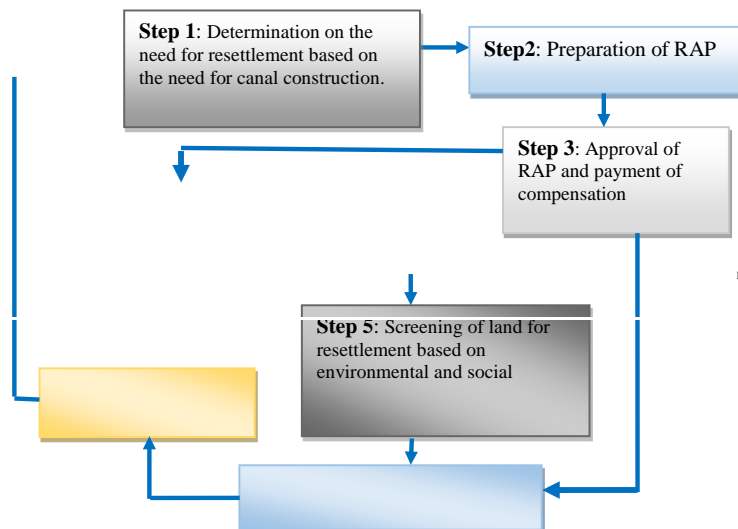 Step 1: Determination on the
need for resettlement based on
the need for canal construction.
Step2: Preparation of RAP
Step 3: Approval of
RAP and payment of
compensation
Step 5: Screening of land for
resettlement based on
environmental and social